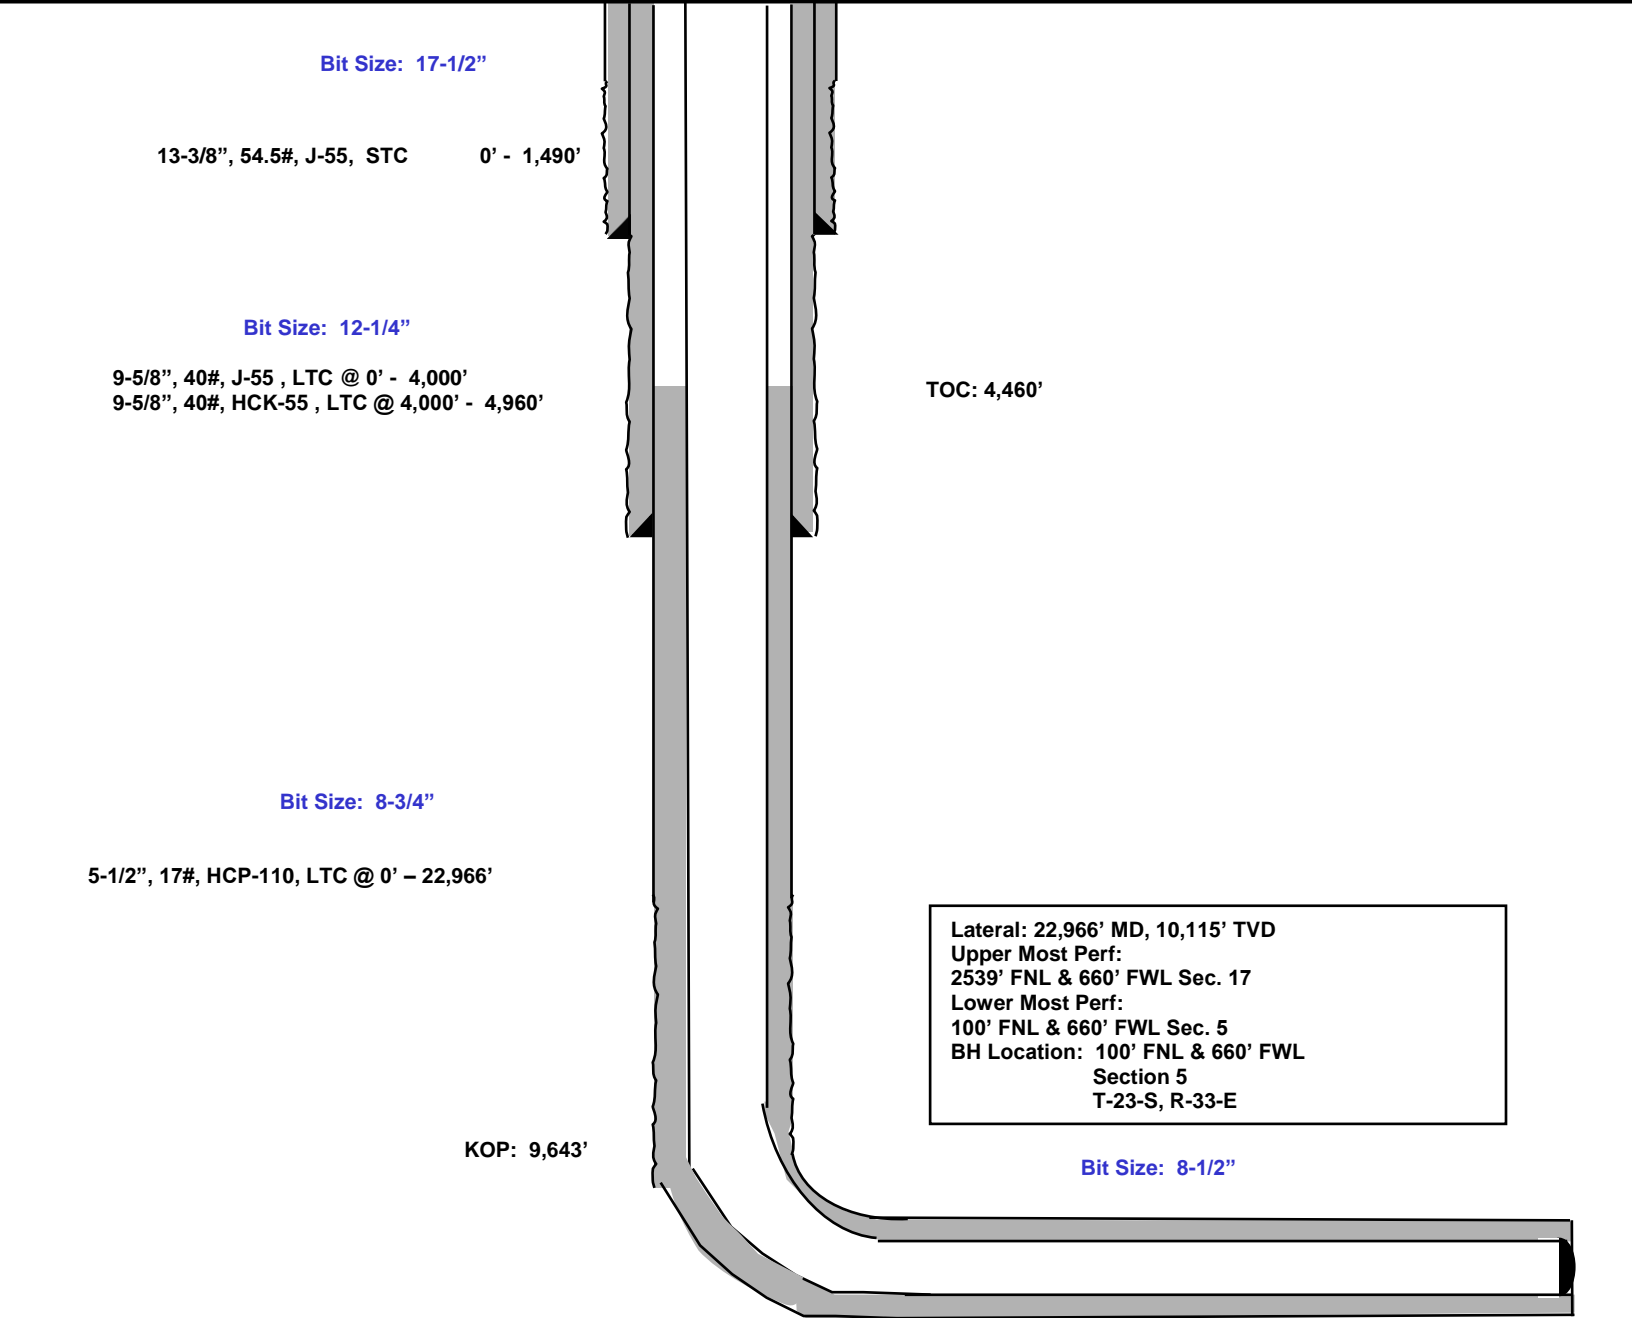 Bit Size:  17-1/2”
13-3/8”, 54.5#, J-55,  STC 0’ -  1,490’
Bit Size:  12-1/4”
9-5/8”, 40#, J-55 , LTC @ 0’ -  4,000’
9-5/8”, 40#, HCK-55 , LTC @ 4,000’ -  4,960’
TOC: 4,460’
Bit Size:  8-3/4”
5-1/2”, 17#, HCP-110, LTC @ 0’ – 22,966’
Lateral: 22,966’ MD, 10,115’ TVD
Upper Most Perf:
2539’ FNL & 660’ FWL Sec. 17
Lower Most Perf:
100’ FNL & 660’ FWL Sec. 5
BH Location:  100’ FNL & 660’ FWL
Section 5
T-23-S, R-33-E
KOP:  9,643’
Bit Size:  8-1/2”